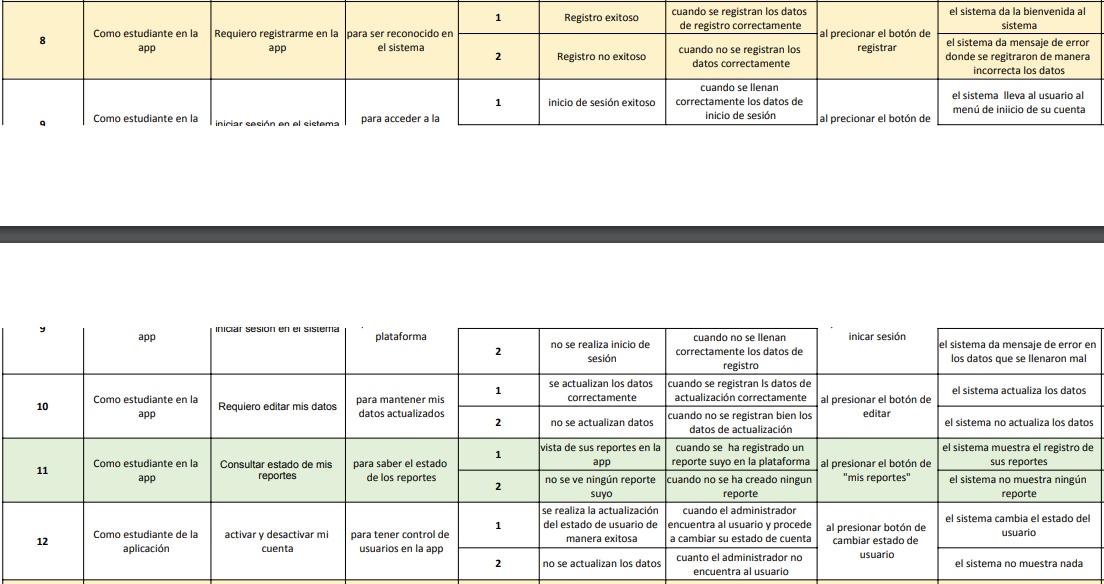 8
Como estudiante en la
app
Requiero registrarme en la
app
para ser reconocido en
el sistema
1
Registro exitoso
cuando se registran los datos
de registro correctamente
al precionar el botón de
registrar
el sistema da la bienvenida al
sistema
2
Registro no exitoso
cuando no se registran los
datos correctamente
el sistema da mensaje de error
donde se regitraron de manera
incorrecta los datos
9
Como estudiante en la
iniciar sesión en el sistema
para acceder a la
1
inicio de sesión exitoso
cuando se llenan
correctamente los datos de
inicio de sesión
al precionar el botón de
el sistema lleva al usuario al
menú de iniicio de su cuenta
9
app
iniciar sesión en el sistema
plataforma
2
no se realiza inicio de
sesión
cuando no se llenan
correctamente los datos de
registro
inicar sesión
el sistema da mensaje de error en
los datos que se llenaron mal
10
Como estudiante en la
app
Requiero editar mis datos
para mantener mis
datos actualizados
1
se actualizan los datos
correctamente
cuando se registran ls datos de
actualización correctamente
al presionar el botón de
editar
el sistema actualiza los datos
2
no se actualizan datos
cuando no se registran bien los
datos de actualización
el sistema no actualiza los datos
11
Como estudiante en la
app
Consultar estado de mis
reportes
para saber el estado
de los reportes
1
vista de sus reportes en la
app
cuando se ha registrado un
reporte suyo en la plataforma
al presionar el botón de
"mis reportes"
el sistema muestra el registro de
sus reportes
2
no se ve ningún reporte
suyo
cuando no se ha creado ningun
reporte
el sistema no muestra ningún
reporte
12
Como estudiante de la
aplicación
activar y desactivar mi
cuenta
para tener control de
usuarios en la app
1
se realiza la actualización
del estado de usuario de
manera exitosa
cuando el administrador
encuentra al usuario y procede
a cambiar su estado de cuenta
al presionar botón de
cambiar estado de
usuario
el sistema cambia el estado del
usuario
2
no se actualizan los datos
cuanto el administrador no
encuentra al usuario
el sistema no muestra nada